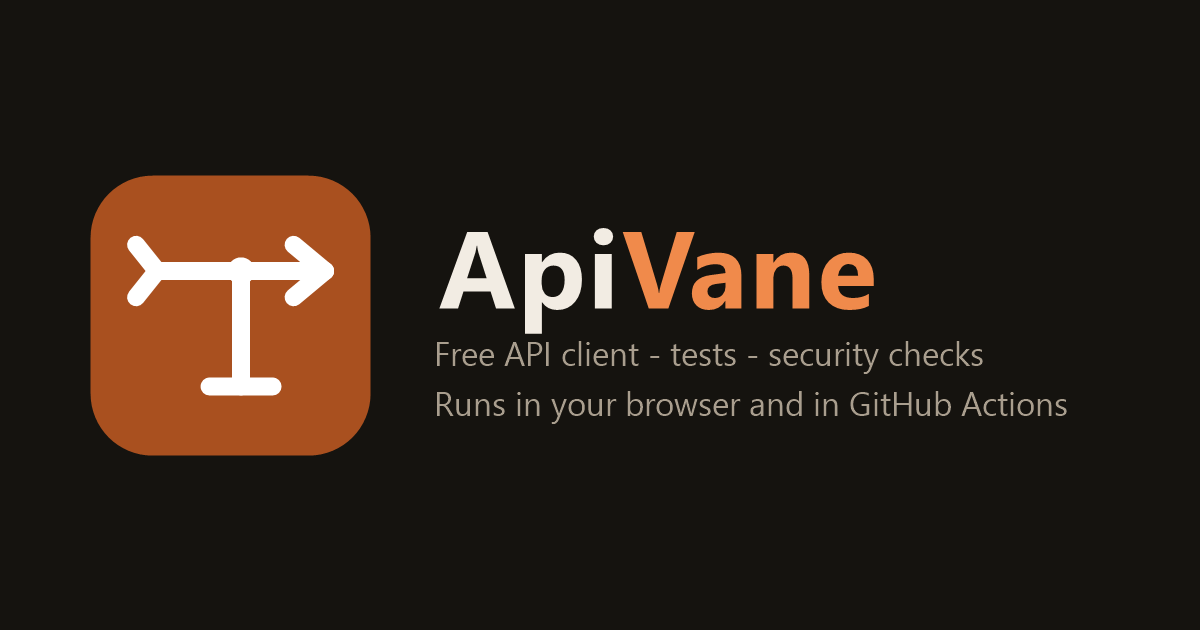 ApiVane
Free API client - tests - security checks
Runs in your browser and in GitHub Actions